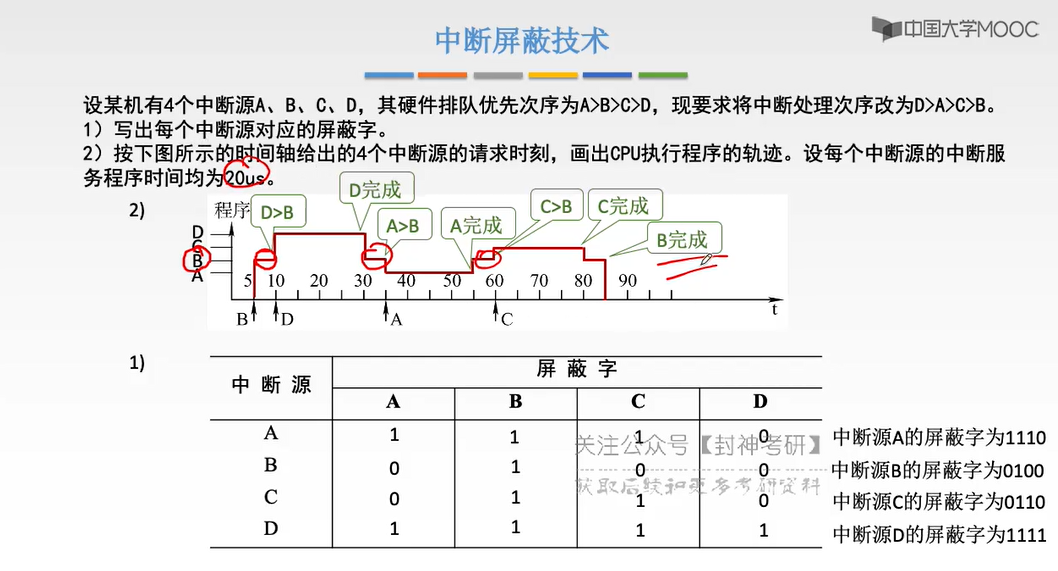 中国大学MOOC
中断屏蔽技术
设某机有4个中断源A、B、C、D，其硬件排队优先次序为A>B>C>D，现要求将中断处理次序改为D>A>C>B。
1）写出每个中断源对应的屏蔽字。
2）按下图所示的时间轴给出的4个中断源的请求时刻，画出CPU执行程序的轨迹。设每个中断源的中断服
务程序时间均为20us。
2)
程序
D>B
D完成
A>B
A完成
C>B
C完成
B完成
D
C
B
A
5 10 20 30 40 50 60 70 80 90
B D A C t
1)
中断源 屏蔽字
A B C D
A 1 1 1 0 中断源A的屏蔽字为1110
B 0 1 0 0 中断源B的屏蔽字为0100
C 0 1 1 0 中断源C的屏蔽字为0110
D 1 1 1 1 中断源D的屏蔽字为1111
关注公众号【封神考研】
获取后续和更多考研资料